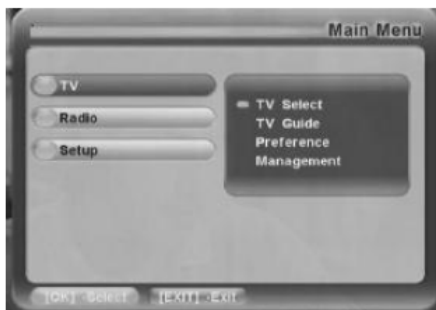 Main Menu
TV
Radio
Setup
TV Select
TV Guide
Preference
Management
[OK] -Select [EXIT] -Exit